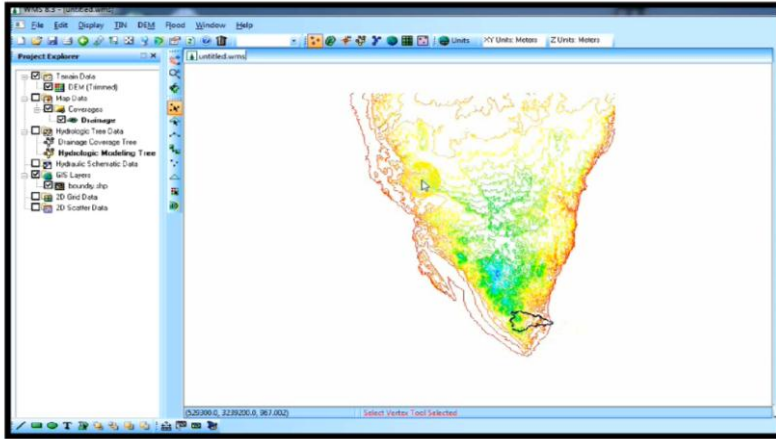 WMS 8.3 - [untitled.wms]
File Edit Display TIN DEM Flood Window Help
Units XY Units: Meters Z Units: Meters
Project Explorer
untitled.wms
Terrain Data
DEM (Trimmed)
Map Data
Coverages
Drainage
Hydrologic Tree Data
Drainage Coverage Tree
Hydrologic Modeling Tree
Hydraulic Schematic Data
GIS Layers
boundry.shp
2D Grid Data
2D Scatter Data
(529300.0, 3239200.0, 967.002) Select Vertex Tool Selected
T